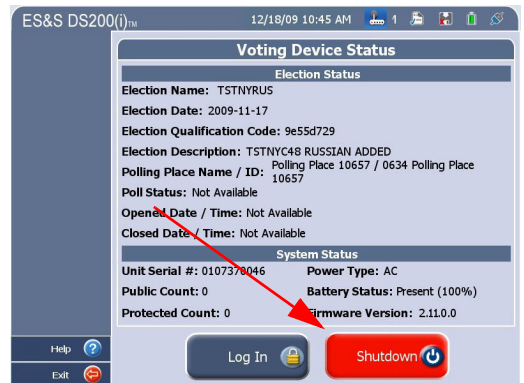 ES&S DS200(i)™ 12/18/09 10:45 AM 1
Voting Device Status
Election Status
Election Name: TSTNYRUS
Election Date: 2009-11-17
Election Qualification Code: 9e55d729
Election Description: TSTNYC48 RUSSIAN ADDED
Polling Place Name / ID: Polling Place 10657 / 0634 Polling Place
10657
Poll Status: Not Available
Opened Date / Time: Not Available
Closed Date / Time: Not Available
System Status
Unit Serial #: 0107370046 Power Type: AC
Public Count: 0 Battery Status: Present (100%)
Protected Count: 0 Firmware Version: 2.11.0.0
Help
Log In Shutdown
Exit